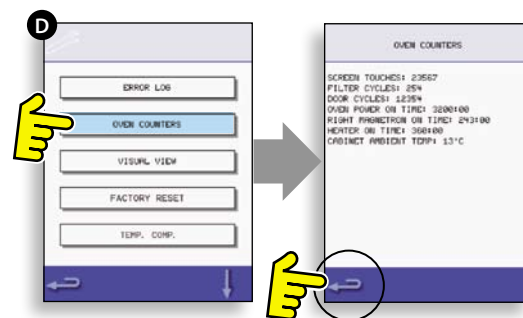 D
ERROR LOG
OVEN COUNTERS
VISUAL VIEW
FACTORY RESET
TEMP. COMP.
OVEN COUNTERS
SCREEN TOUCHES: 23567
FILTER CYCLES: 254
DOOR CYCLES: 12354
OVEN POWER ON TIME: 3200:00
RIGHT MAGNETRON ON TIME: 243:00
HEATER ON TIME: 360:00
CABINET AMBIENT TEMP: 13°C